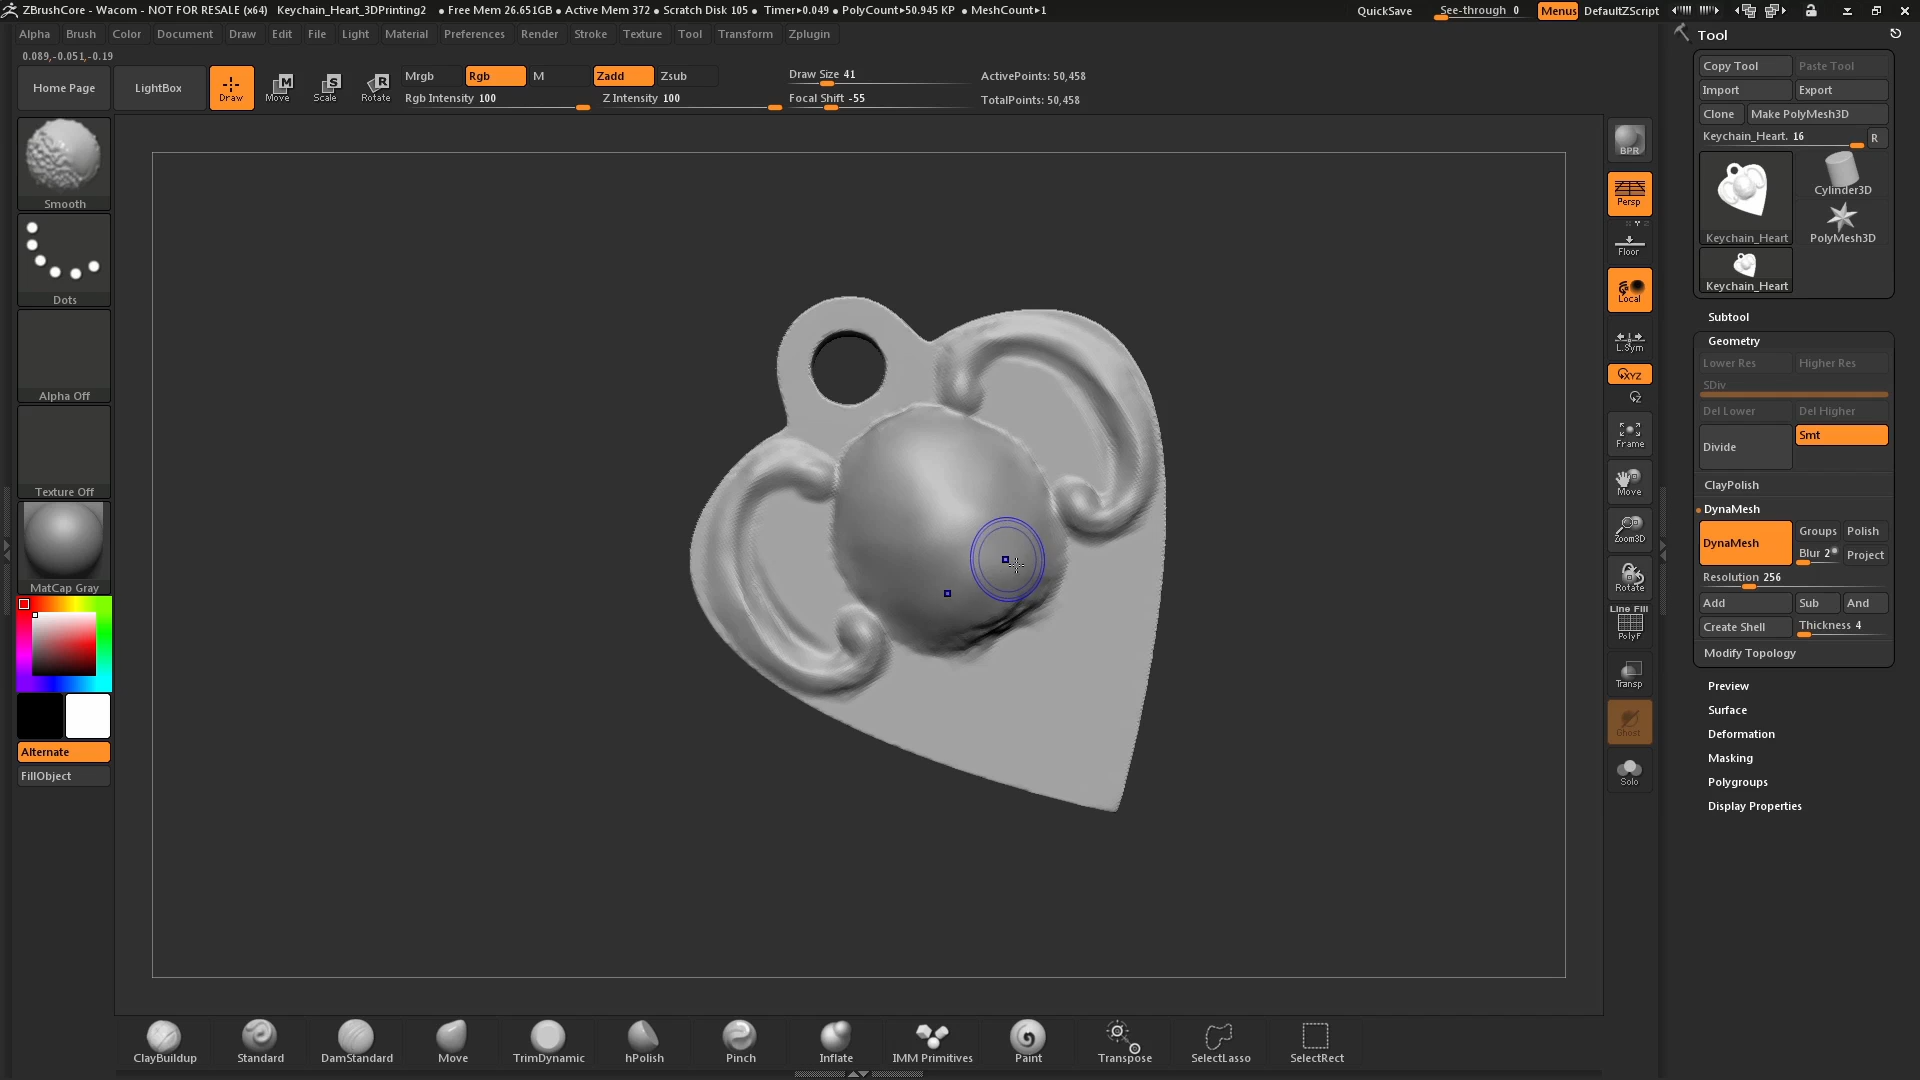 ZBrushCore - Wacom - NOT FOR RESALE (x64) Keychain_Heart_3DPrinting2 ● Free Mem 26.651GB ● Active Mem 372 ● Scratch Disk 105 ● Timer▸0.049 ● PolyCount▸50.945 KP ● MeshCount▸1 QuickSave See-through 0 Menus DefaultZScript
Alpha Brush Color Document Draw Edit File Light Material Preferences Render Stroke Texture Tool Transform Zplugin
0.089,-0.051,-0.19
Home Page
LightBox
Draw
M
Move
S
Scale
R
Rotate
Mrgb Rgb M Zadd Zsub
Rgb Intensity 100 Z Intensity 100
Draw Size 41
Focal Shift -55
ActivePoints: 50,458
TotalPoints: 50,458
Smooth
Dots
Alpha Off
Texture Off
MatCap Gray
Alternate
FillObject
BPR
Persp
Floor
Local
L.Sym
XYZ
Z
Frame
Move
Zoom3D
Rotate
Line Fill
PolyF
Transp
Ghost
Solo
Tool
Copy Tool Paste Tool
Import Export
Clone Make PolyMesh3D
Keychain_Heart. 16 R
Keychain_Heart
Cylinder3D
PolyMesh3D
Keychain_Heart
Subtool
Geometry
Lower Res Higher Res
SDiv
Del Lower Del Higher
Divide Smt
ClayPolish
DynaMesh
DynaMesh
Groups Polish
Blur 2 Project
Resolution 256
Add Sub And
Create Shell Thickness 4
Modify Topology
Preview
Surface
Deformation
Masking
Polygroups
Display Properties
ClayBuildup Standard DamStandard Move TrimDynamic hPolish Pinch Inflate IMM Primitives Paint Transpose SelectLasso SelectRect